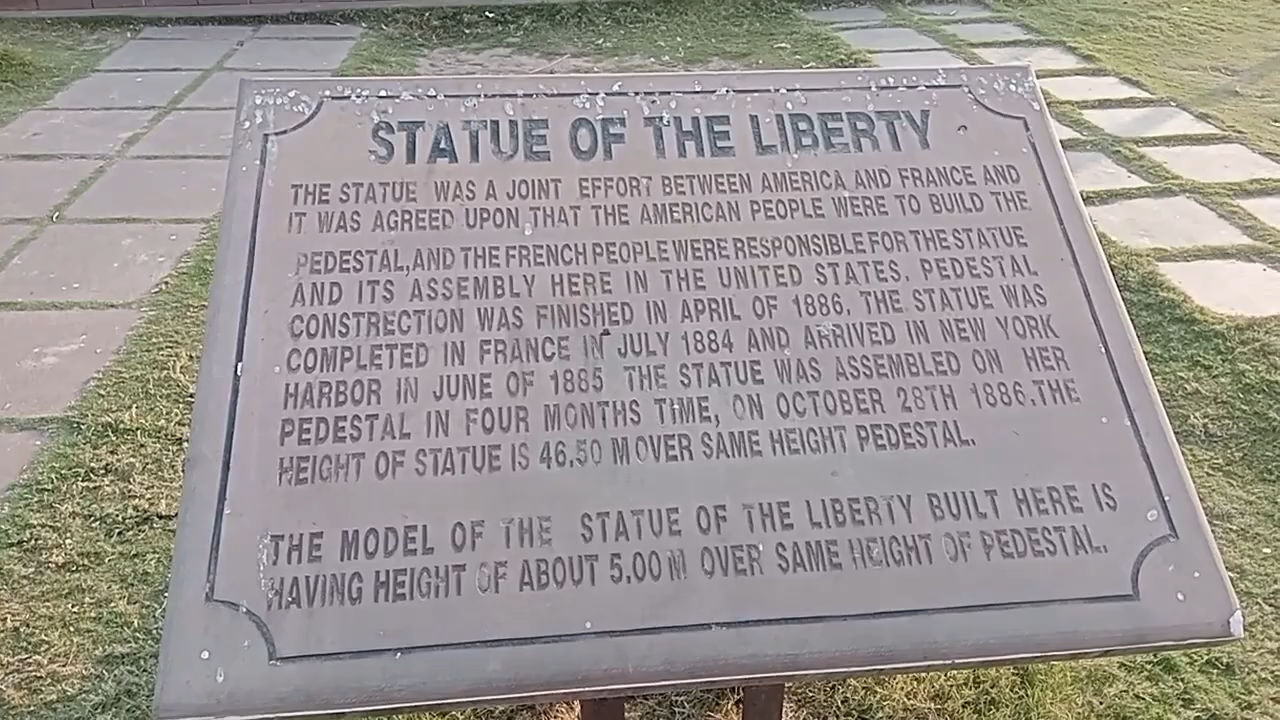 STATUE OF THE LIBERTY
THE STATUE WAS A JOINT EFFORT BETWEEN AMERICA AND FRANCE AND
IT WAS AGREED UPON THAT THE AMERICAN PEOPLE WERE TO BUILD THE
PEDESTAL,AND THE FRENCH PEOPLE WERE RESPONSIBLE FOR THE STATUE
AND ITS ASSEMBLY HERE IN THE UNITED STATES. PEDESTAL
CONSTRECTION WAS FINISHED IN APRIL OF 1886. THE STATUE WAS
COMPLETED IN FRANCE IN JULY 1884 AND ARRIVED IN NEW YORK
HARBOR IN JUNE OF 1885 THE STATUE WAS ASSEMBLED ON HER
PEDESTAL IN FOUR MONTHS TIME, ON OCTOBER 28TH 1886.THE
HEIGHT OF STATUE IS 46.50 M OVER SAME HEIGHT PEDESTAL.
THE MODEL OF THE STATUE OF THE LIBERTY BUILT HERE IS
HAVING HEIGHT OF ABOUT 5.00 M OVER SAME HEIGHT OF PEDESTAL.